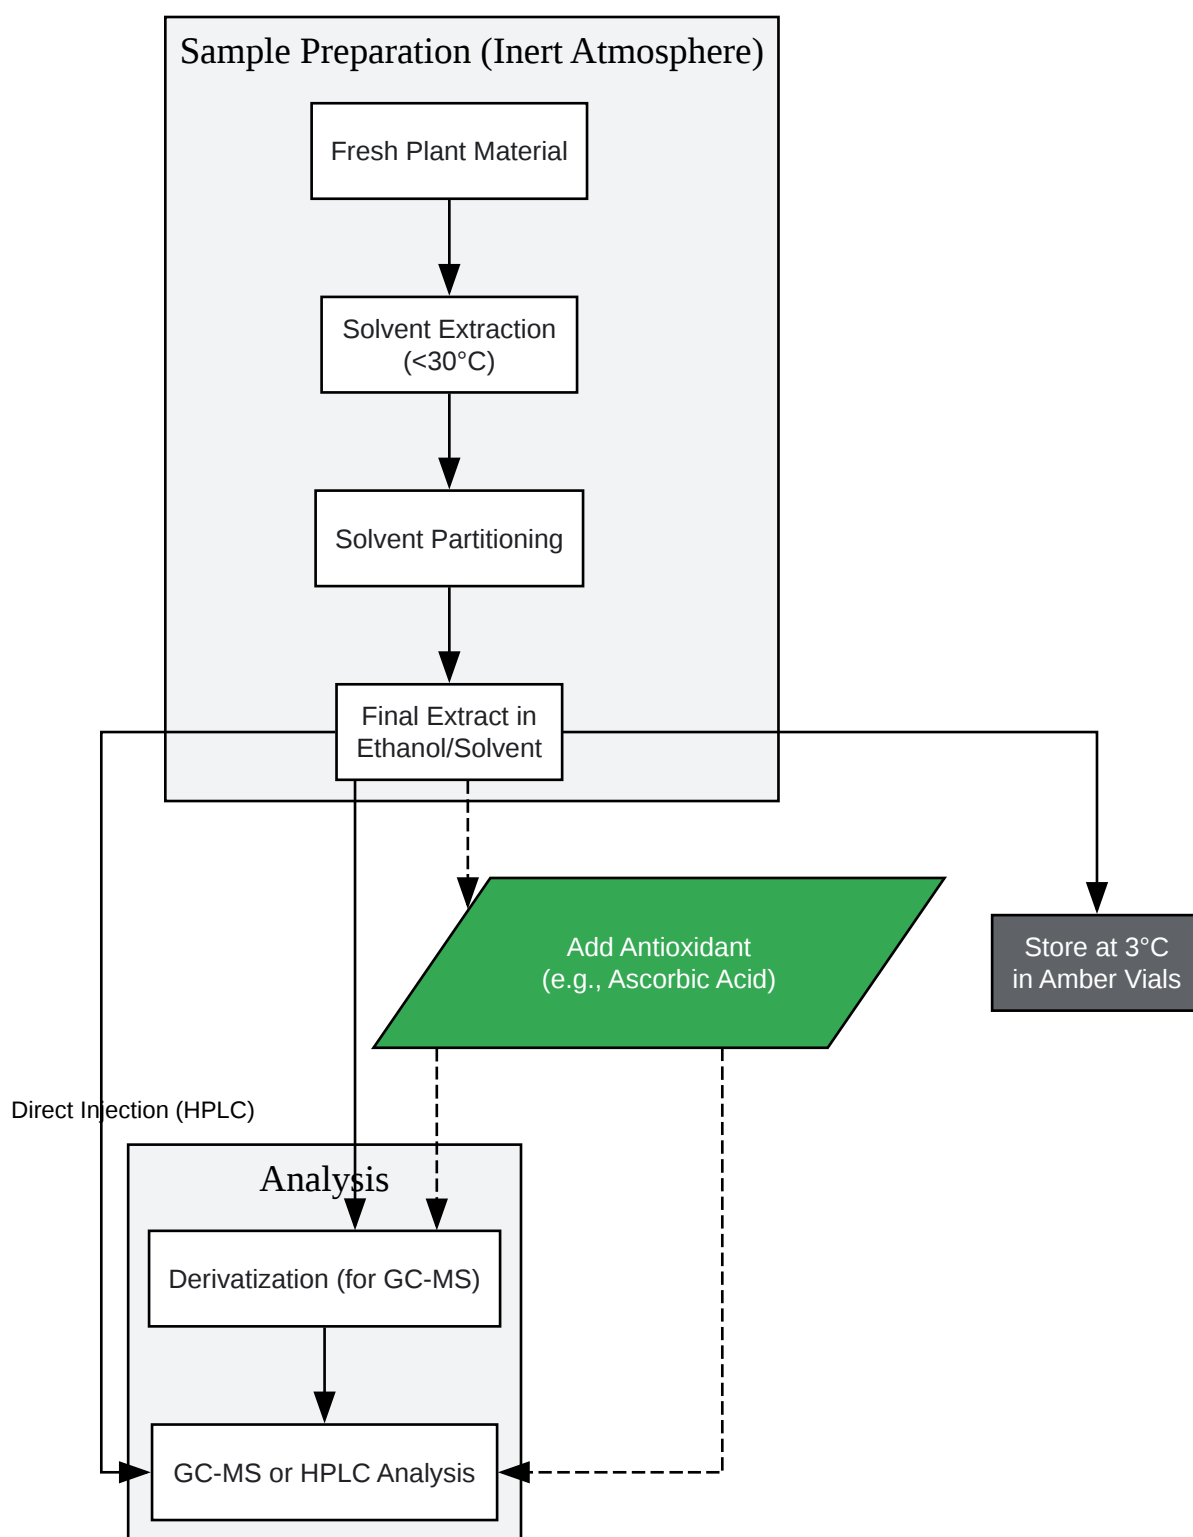 Sample Preparation (Inert Atmosphere)
Fresh Plant Material
Solvent Extraction
(<30°C)
Solvent Partitioning
Final Extract in
Ethanol/Solvent
Add Antioxidant
(e.g., Ascorbic Acid)
Store at 3°C
in Amber Vials
Direct Injection (HPLC)
Analysis
Derivatization (for GC-MS)
GC-MS or HPLC Analysis